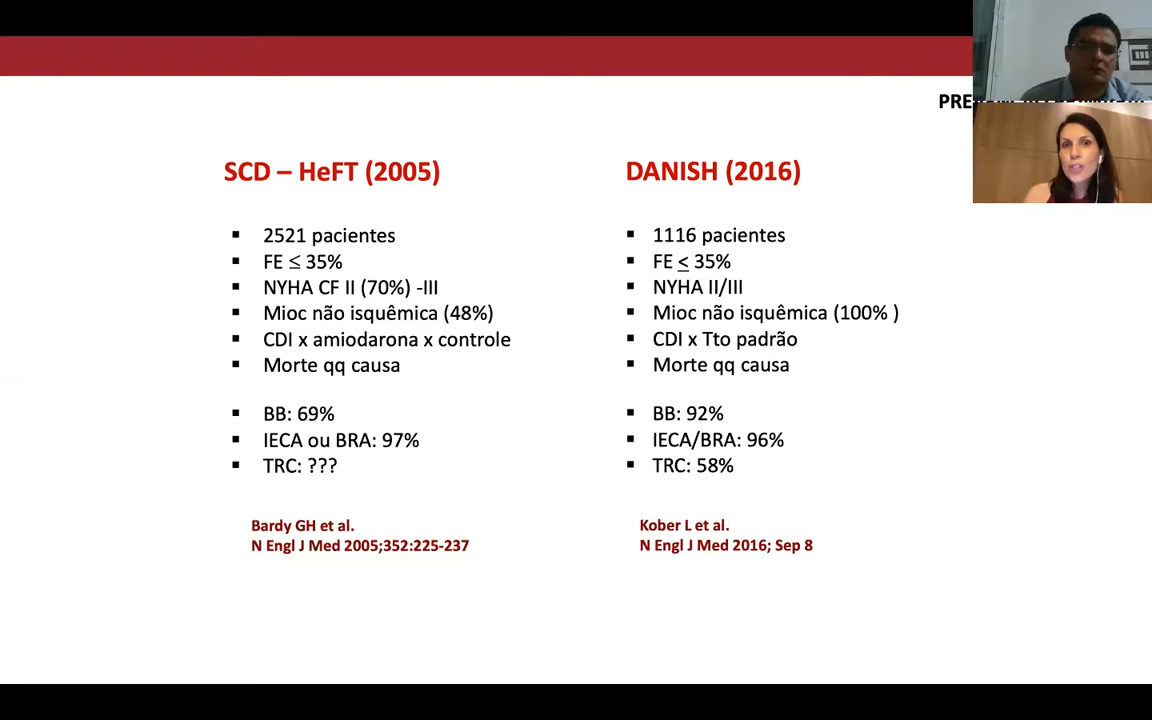 SCD – HeFT (2005)
2521 pacientes
FE ≤ 35%
NYHA CF II (70%) -III
Mioc não isquêmica (48%)
CDI x amiodarona x controle
Morte qq causa
BB: 69%
IECA ou BRA: 97%
TRC: ???
Bardy GH et al.
N Engl J Med 2005;352:225-237
DANISH (2016)
1116 pacientes
FE ≤ 35%
NYHA II/III
Mioc não isquêmica (100% )
CDI x Tto padrão
Morte qq causa
BB: 92%
IECA/BRA: 96%
TRC: 58%
Kober L et al.
N Engl J Med 2016; Sep 8